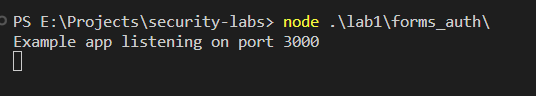 PS E:\Projects\security-labs> node .\lab1\forms_auth\
Example app listening on port 3000